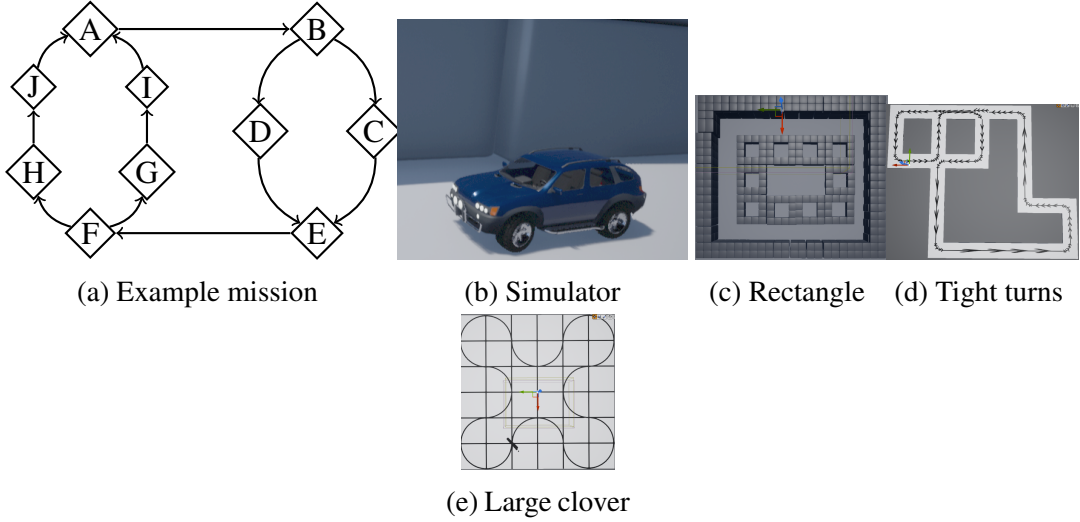 A B
J I
D C
H G
F E
(a) Example mission (b) Simulator (c) Rectangle (d) Tight turns
(e) Large clover